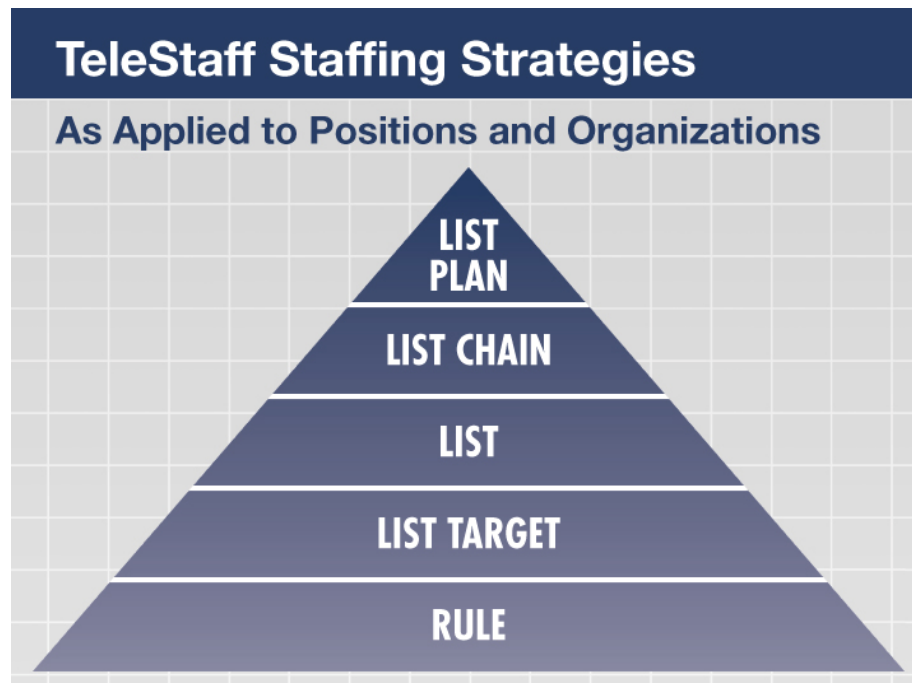 TeleStaff Staffing Strategies
As Applied to Positions and Organizations
LIST
PLAN
LIST CHAIN
LIST
LIST TARGET
RULE